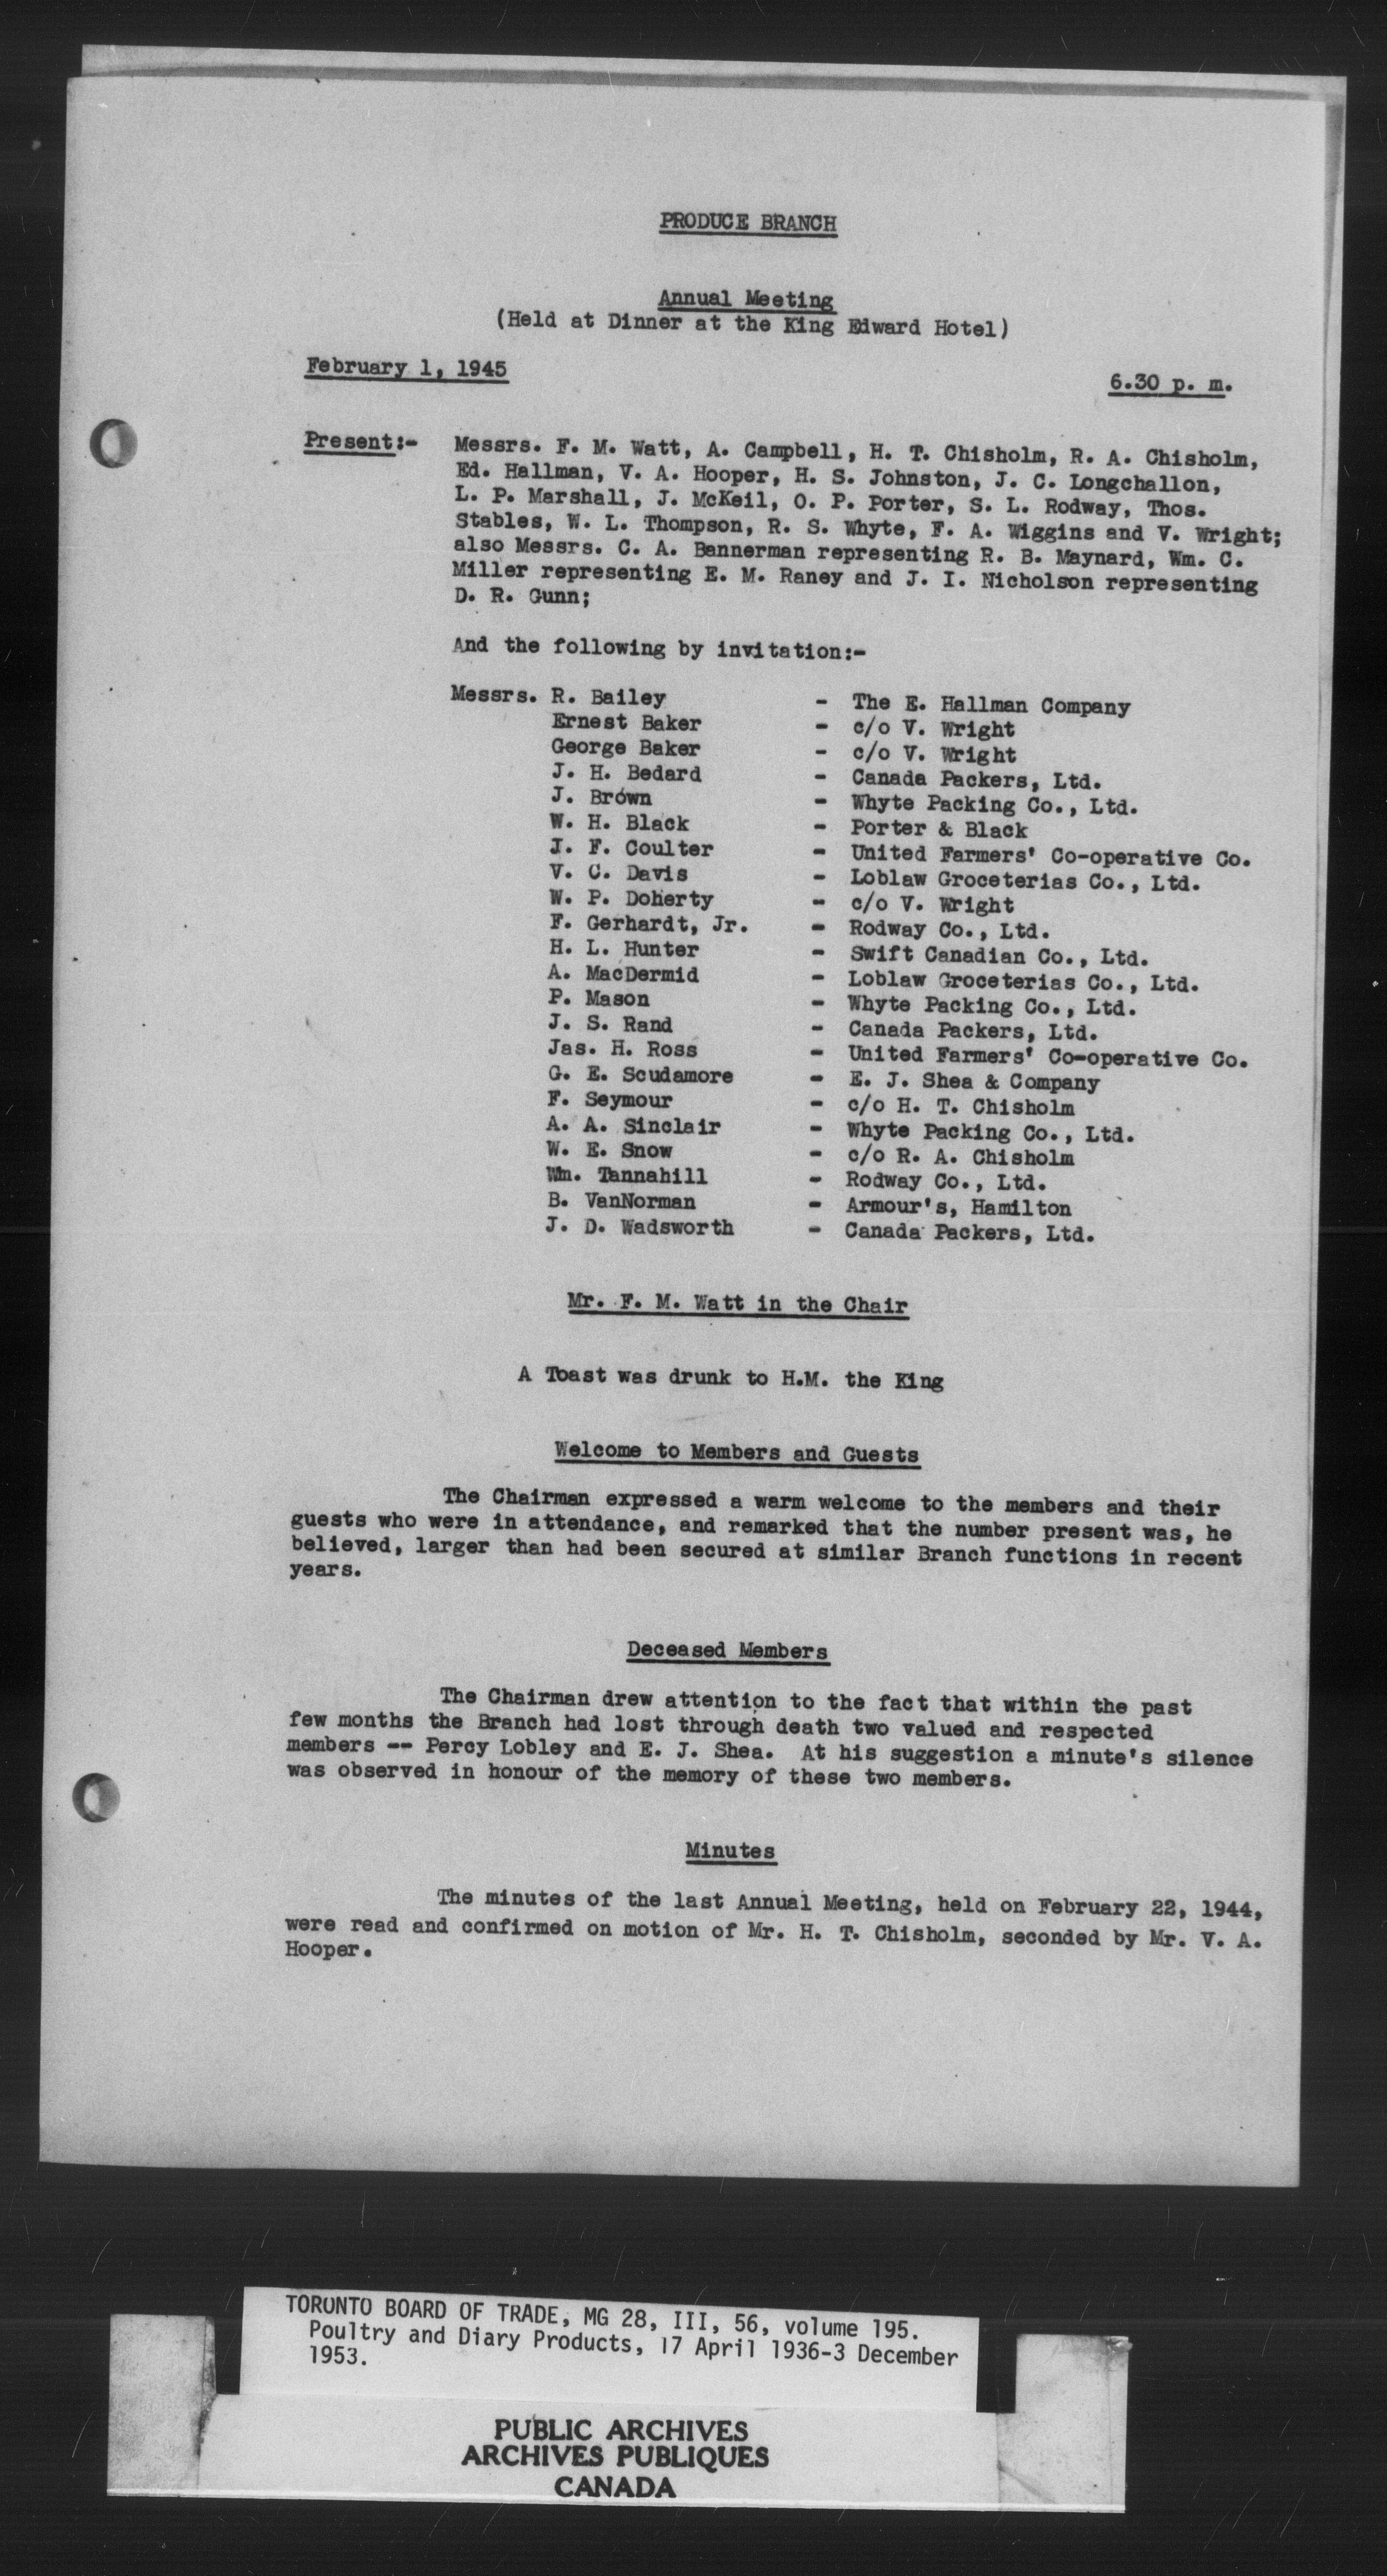 PRODUCE BRANCH
Annual Meeting
(Held at Dinner at the King Edward Hotel)
February 1, 1945
6.30 p. m.
Present:- Messrs. F. M. Watt, A. Campbell, H. T. Chisholm, R. A. Chisholm,
Ed. Hallman, V. A. Hooper, H. S. Johnston, J. C. Longchallon,
L. P. Marshall, J. McKeil, O. P. Porter, S. L. Rodway, Thos.
Stables, W. L. Thompson, R. S. Whyte, F. A. Wiggins and V. Wright;
also Messrs. C. A. Bannerman representing R. B. Maynard, Wm. C.
Miller representing E. M. Raney and J. I. Nicholson representing
D. R. Gunn;
And the following by invitation:-
Messrs. R. Bailey - The E. Hallman Company
Ernest Baker - c/o V. Wright
George Baker - c/o V. Wright
J. H. Bedard - Canada Packers, Ltd.
J. Brown - Whyte Packing Co., Ltd.
W. H. Black - Porter & Black
J. F. Coulter - United Farmers' Co-operative Co.
V. C. Davis - Loblaw Groceterias Co., Ltd.
W. P. Doherty - c/o V. Wright
F. Gerhardt, Jr. - Rodway Co., Ltd.
H. L. Hunter - Swift Canadian Co., Ltd.
A. MacDermid - Loblaw Groceterias Co., Ltd.
P. Mason - Whyte Packing Co., Ltd.
J. S. Rand - Canada Packers, Ltd.
Jas. H. Ross - United Farmers' Co-operative Co.
G. E. Scudamore - E. J. Shea & Company
F. Seymour - c/o H. T. Chisholm
A. A. Sinclair - Whyte Packing Co., Ltd.
W. E. Snow - c/o R. A. Chisholm
Wm. Tannahill - Rodway Co., Ltd.
B. VanNorman - Armour's, Hamilton
J. D. Wadsworth - Canada Packers, Ltd.
Mr. F. M. Watt in the Chair
A Toast was drunk to H.M. the King
Welcome to Members and Guests
The Chairman expressed a warm welcome to the members and their
guests who were in attendance, and remarked that the number present was, he
believed, larger than had been secured at similar Branch functions in recent
years.
Deceased Members
The Chairman drew attention to the fact that within the past
few months the Branch had lost through death two valued and respected
members -- Percy Lobley and E. J. Shea. At his suggestion a minute's silence
was observed in honour of the memory of these two members.
Minutes
The minutes of the last Annual Meeting, held on February 22, 1944,
were read and confirmed on motion of Mr. H. T. Chisholm, seconded by Mr. V. A.
Hooper.
TORONTO BOARD OF TRADE, MG 28, III, 56, volume 195.
Poultry and Diary Products, 17 April 1936-3 December
1953.
PUBLIC ARCHIVES
ARCHIVES PUBLIQUES
CANADA